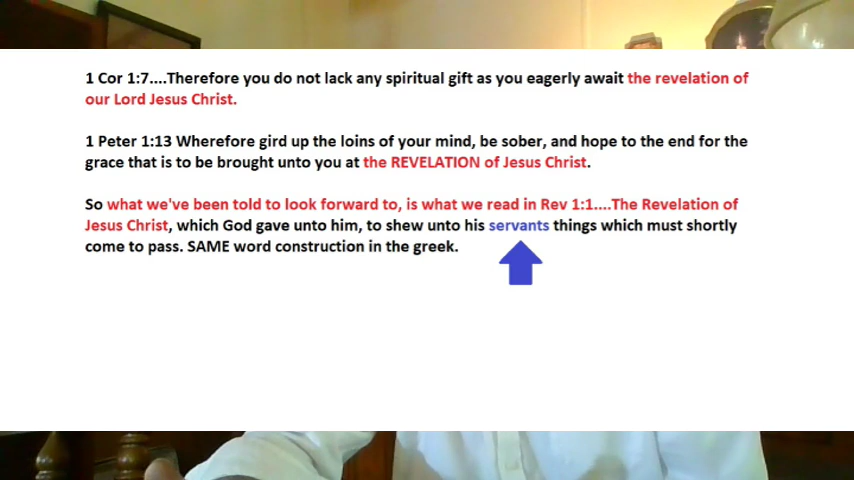 1 Cor 1:7....Therefore you do not lack any spiritual gift as you eagerly await the revelation of
our Lord Jesus Christ.
1 Peter 1:13 Wherefore gird up the loins of your mind, be sober, and hope to the end for the
grace that is to be brought unto you at the REVELATION of Jesus Christ.
So what we've been told to look forward to, is what we read in Rev 1:1....The Revelation of
Jesus Christ, which God gave unto him, to shew unto his servants things which must shortly
come to pass. SAME word construction in the greek.